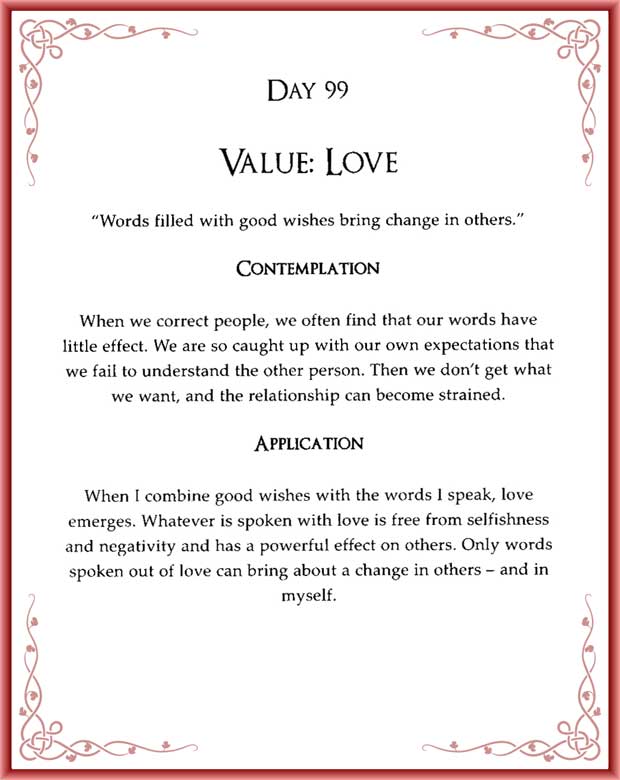 DAY 99
VALUE: LOVE
“Words filled with good wishes bring change in others.”
CONTEMPLATION
When we correct people, we often find that our words have
little effect. We are so caught up with our own expectations that
we fail to understand the other person. Then we don’t get what
we want, and the relationship can become strained.
APPLICATION
When I combine good wishes with the words I speak, love
emerges. Whatever is spoken with love is free from selfishness
and negativity and has a powerful effect on others. Only words
spoken out of love can bring about a change in others – and in
myself.